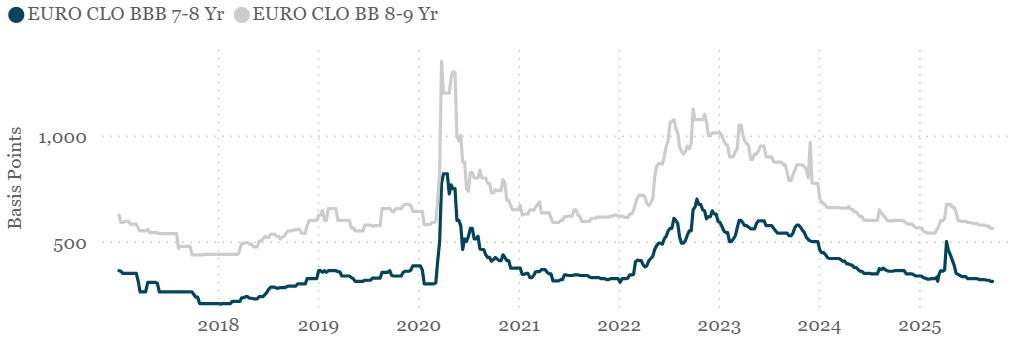 EURO CLO BBB 7-8 Yr EURO CLO BB 8-9 Yr
Basis Points
1,000
500
2018 2019 2020 2021 2022 2023 2024 2025